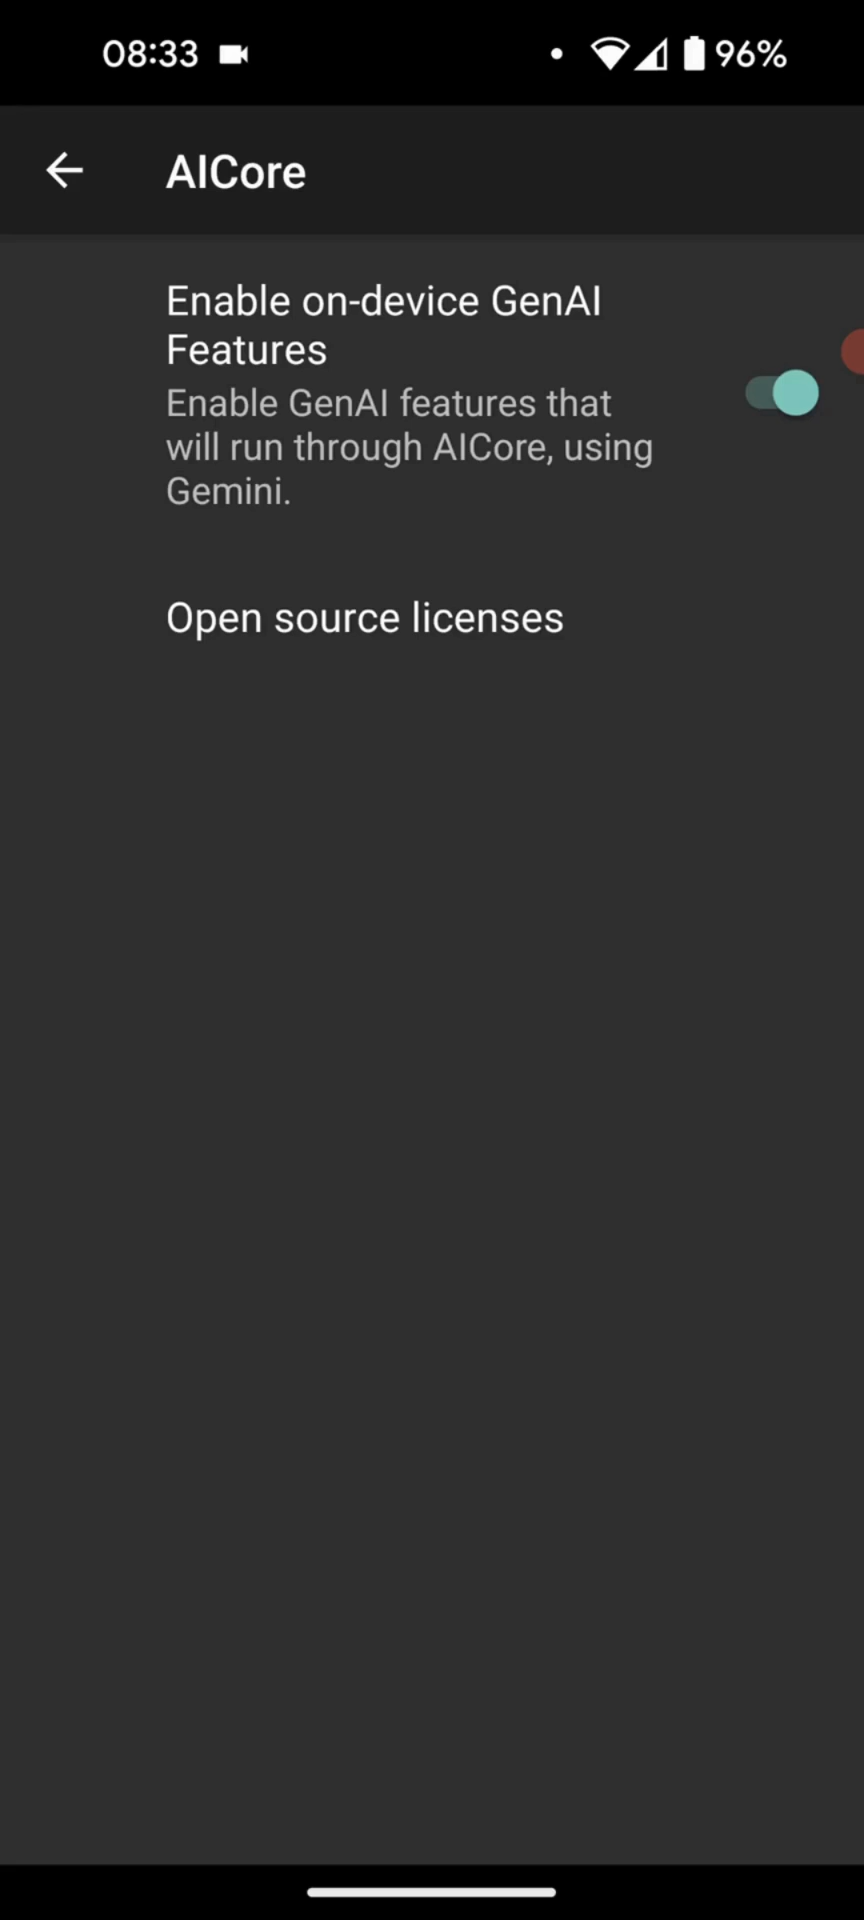 08:33 96%
AICore
Enable on-device GenAI
Features
Enable GenAI features that
will run through AICore, using
Gemini.
Open source licenses